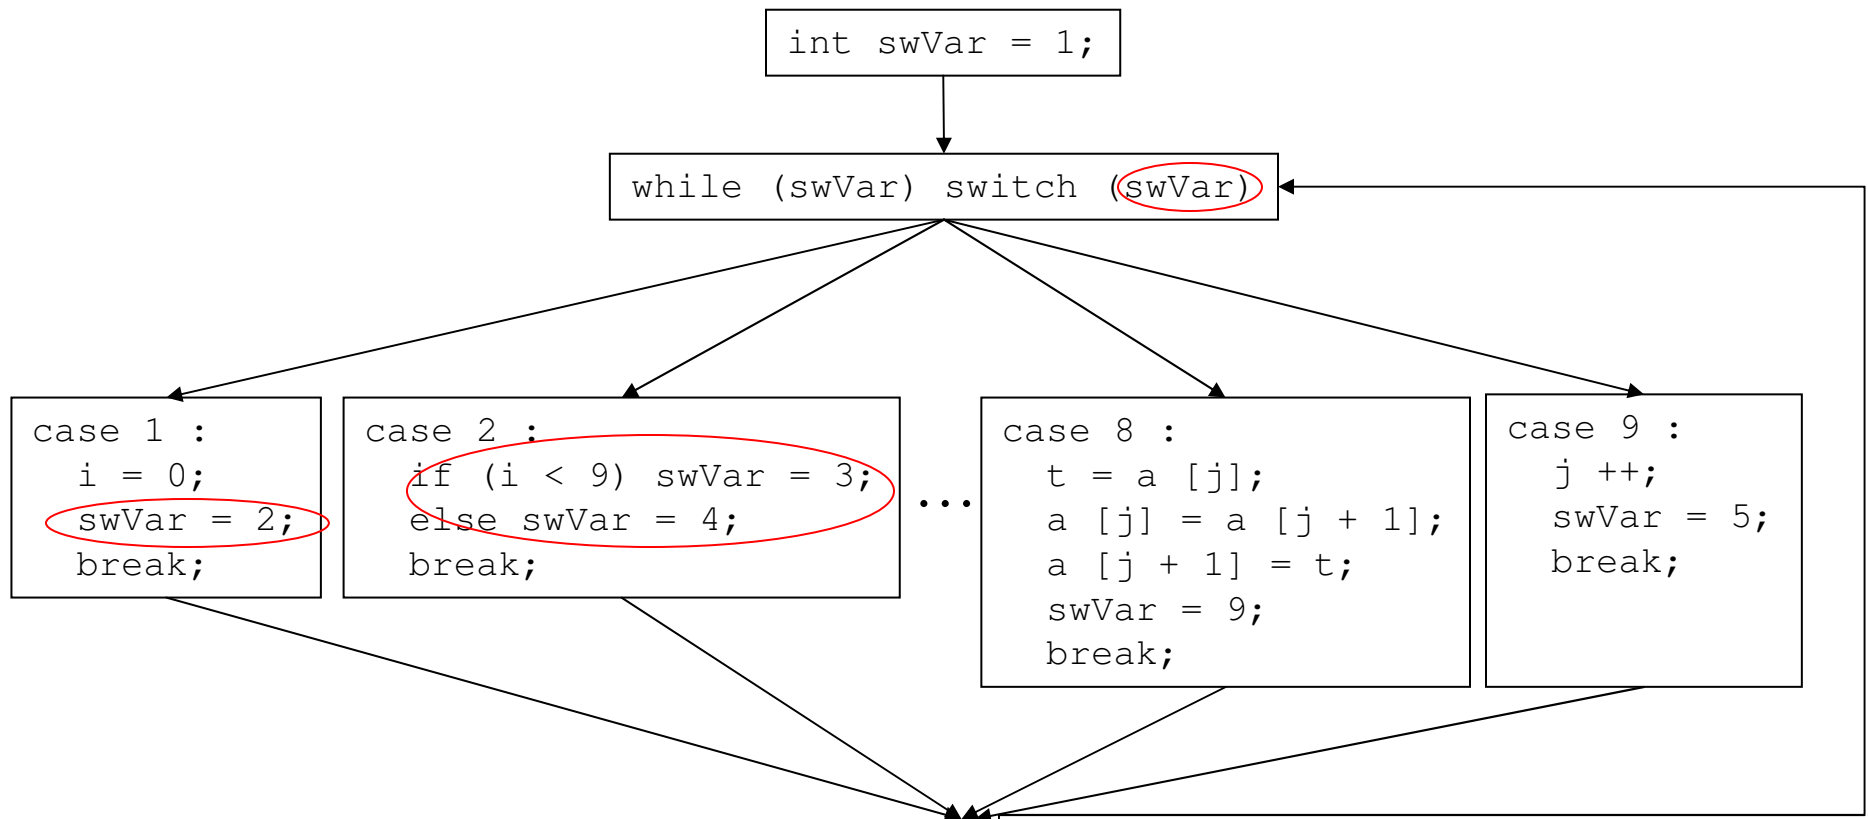 int swVar = 1;
while (swVar) switch (swVar)
case 1 :
i = 0;
swVar = 2;
break;
case 2 :
if (i < 9) swVar = 3;
else swVar = 4;
break;
...
case 8 :
t = a [j];
a [j] = a [j + 1];
a [j + 1] = t;
swVar = 9;
break;
case 9 :
j ++;
swVar = 5;
break;